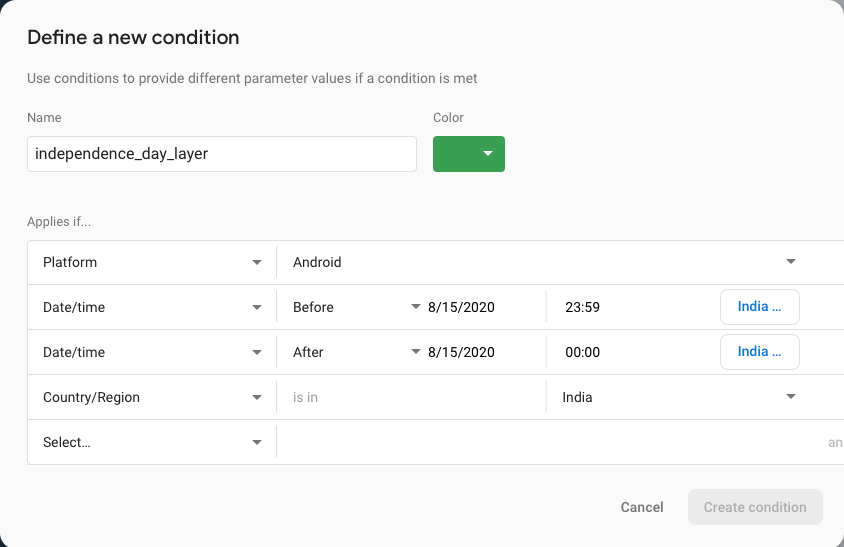 Define a new condition
Use conditions to provide different parameter values if a condition is met
Name Color
independence_day_layer
Applies if...
Platform Android
Date/time Before 8/15/2020 23:59 India ...
Date/time After 8/15/2020 00:00 India ...
Country/Region is in India
Select... an
Cancel Create condition